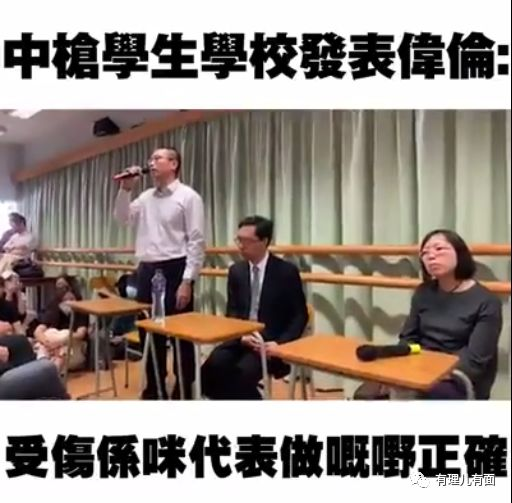 中槍學生學校發表偉倫:
受傷係咪代表做嘅嘢正確
有理儿有面